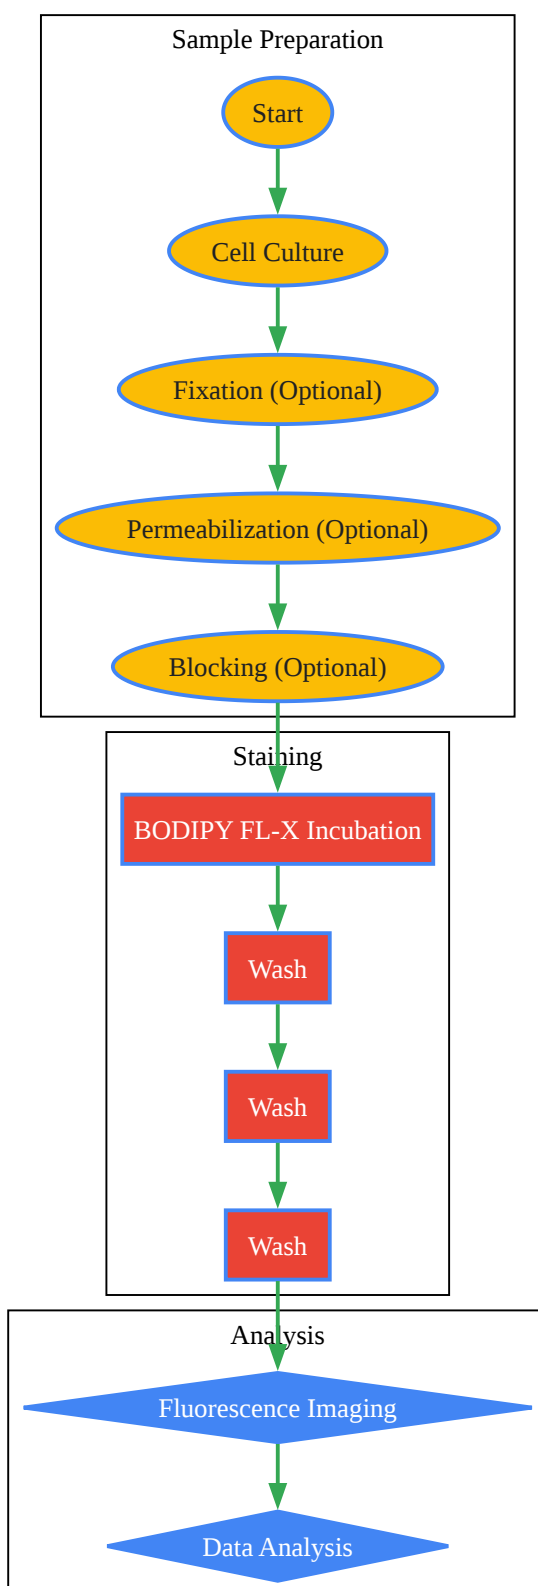 Sample Preparation
Start
Cell Culture
Fixation (Optional)
Permeabilization (Optional)
Blocking (Optional)
Staining
BODIPY FL-X Incubation
Wash
Wash
Wash
Analysis
Fluorescence Imaging
Data Analysis